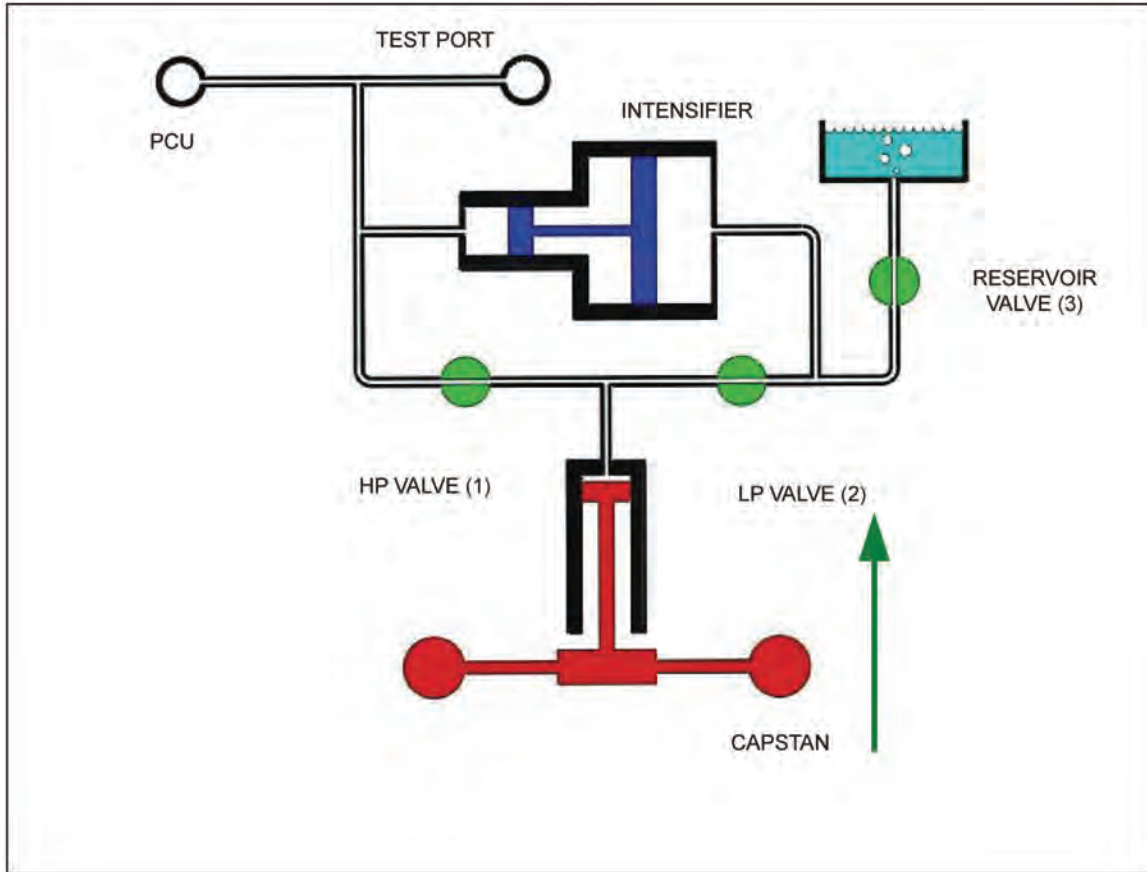 TEST PORT
PCU
INTENSIFIER
RESERVOIR
VALVE (3)
HP VALVE (1)
LP VALVE (2)
CAPSTAN